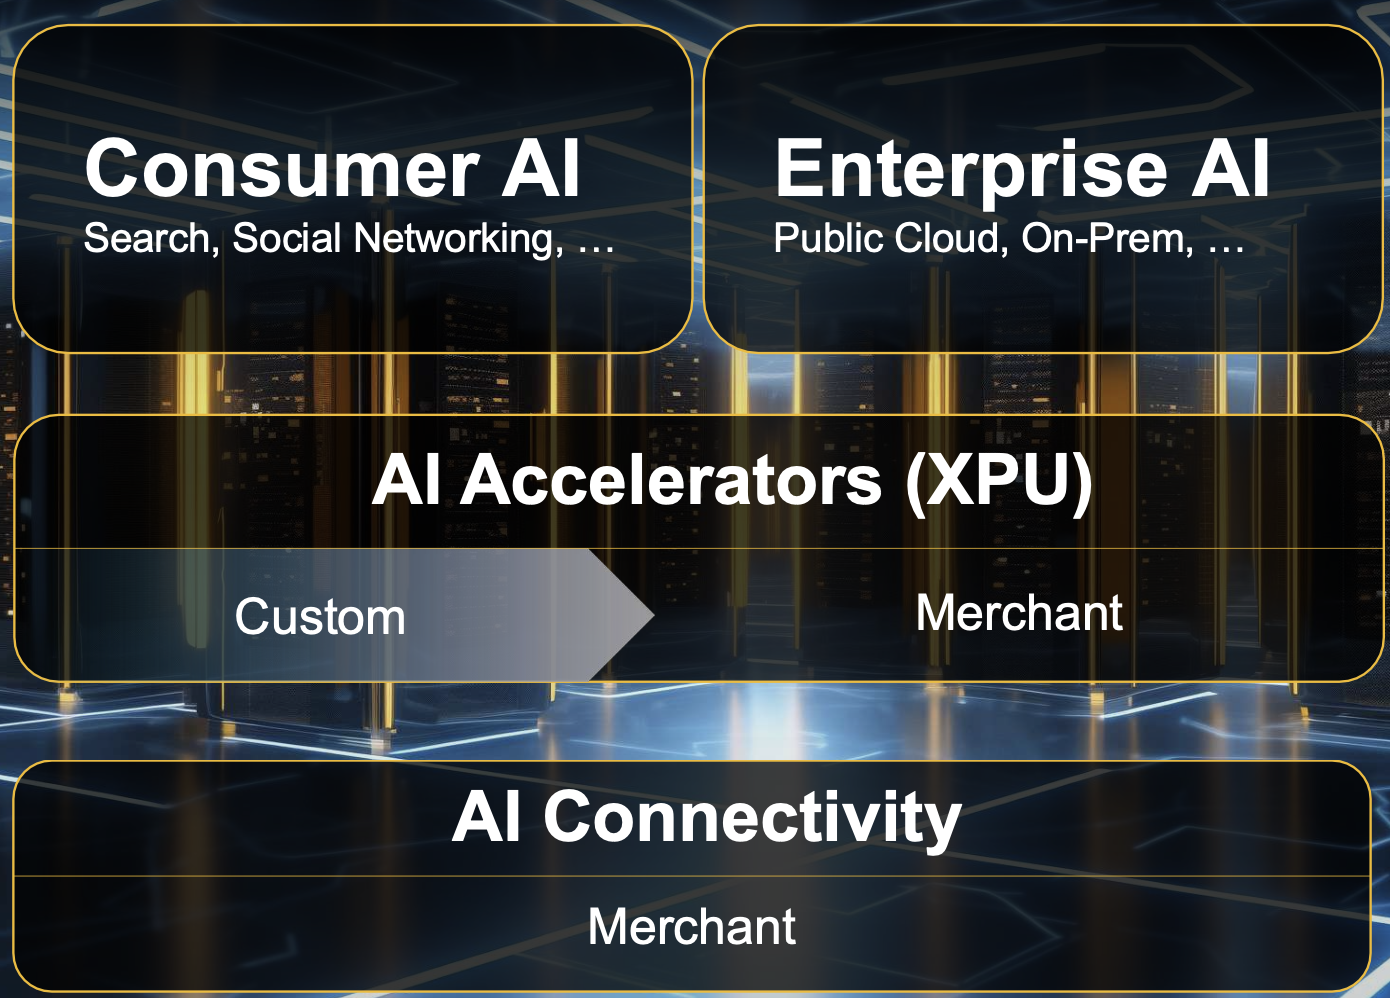 Consumer AI
Search, Social Networking, …
Enterprise AI
Public Cloud, On-Prem, …
AI Accelerators (XPU)
Custom
Merchant
AI Connectivity
Merchant